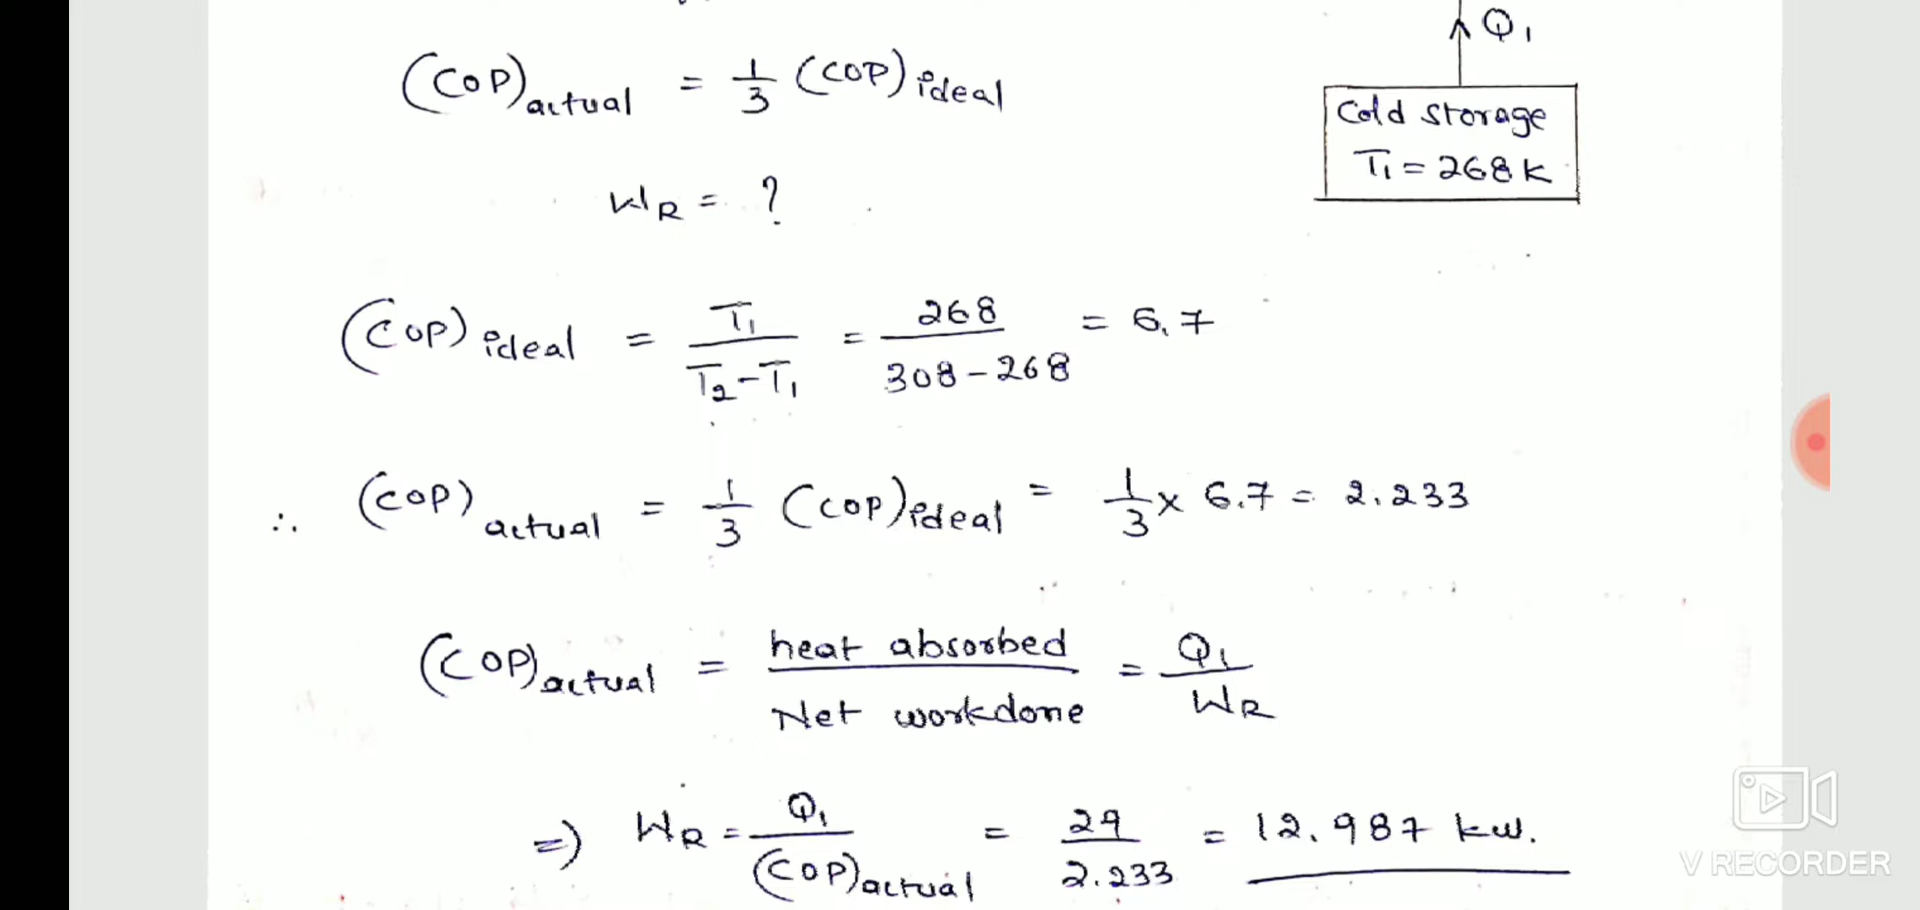 Q₁
(COP)actual = 1/3 (COP)ideal
Cold storage
T₁ = 268 K
WR = ?
(COP)ideal = T₁/(T₂-T₁) = 268/(308-268) = 6.7
∴ (COP)actual = 1/3 (COP)ideal = 1/3 × 6.7 = 2.233
(COP)actual = heat absorbed/Net workdone = Q₁/WR
=) WR = Q₁/(COP)actual = 29/2.233 = 12.987 kw.
V RECORDER